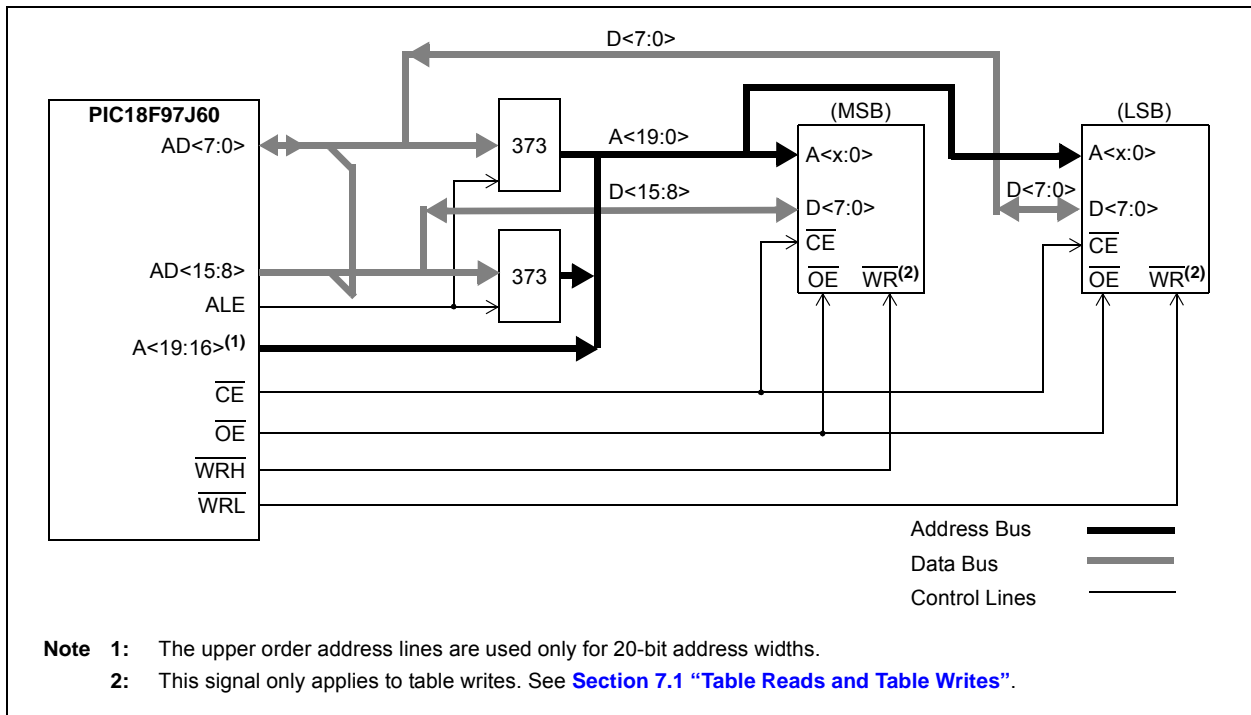 D<7:0>
PIC18F97J60
AD<7:0>
373
A<19:0>
(MSB)
A<x:0>
(LSB)
A<x:0>
D<15:8>
D<7:0>
D<7:0>
D<7:0>
CE
CE
AD<15:8>
373
OE WR(2)
OE WR(2)
ALE
A<19:16>(1)
CE
OE
WRH
WRL
Address Bus
Data Bus
Control Lines
Note 1: The upper order address lines are used only for 20-bit address widths.
2: This signal only applies to table writes. See Section 7.1 “Table Reads and Table Writes”.